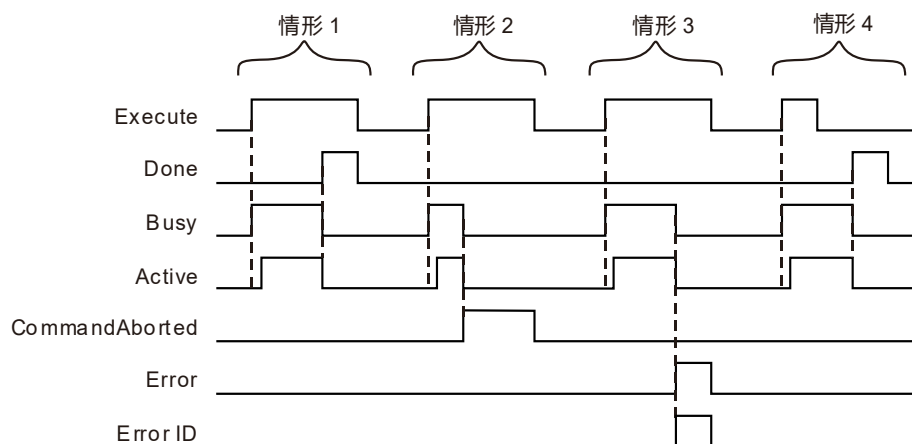 情形 1 情形 2 情形 3 情形 4
Execute
Done
Busy
Active
CommandAborted
Error
Error ID